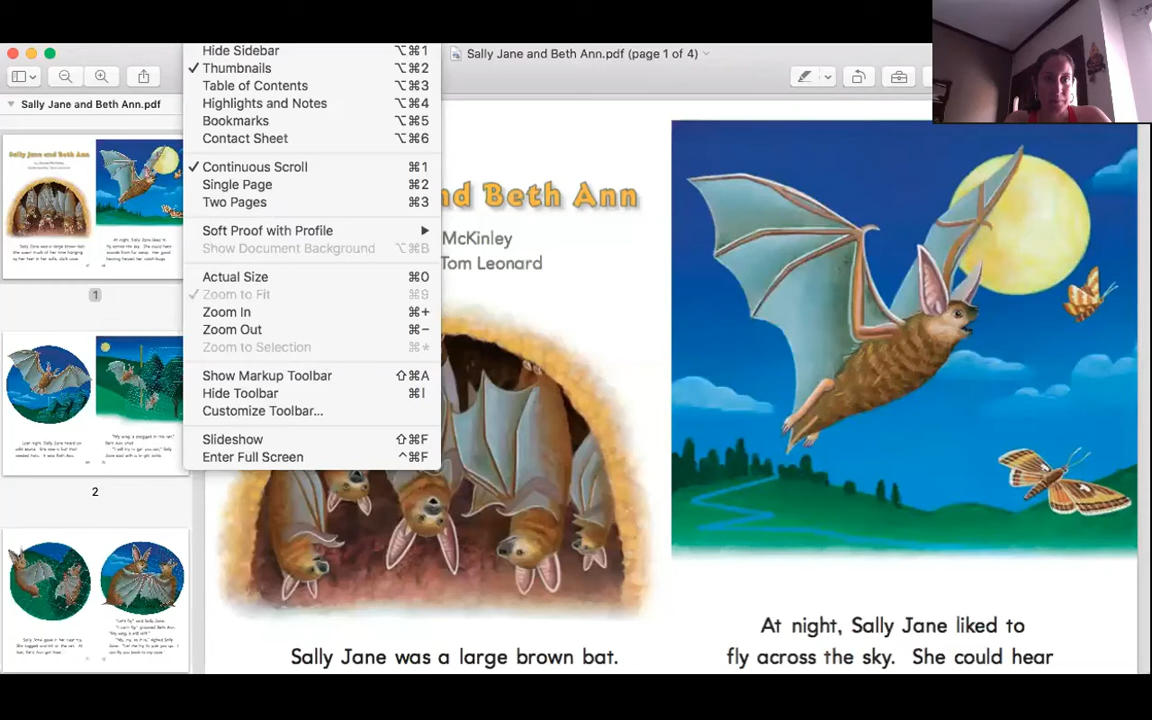 Sally Jane and Beth Ann.pdf (page 1 of 4)
Sally Jane and Beth Ann.pdf
Hide Sidebar ⌥⌘1
✓ Thumbnails ⌥⌘2
Table of Contents ⌥⌘3
Highlights and Notes ⌥⌘4
Bookmarks ⌥⌘5
Contact Sheet ⌥⌘6
✓ Continuous Scroll ⌘1
Single Page ⌘2
Two Pages ⌘3
Soft Proof with Profile ▶
Show Document Background ⌥⌘B
Actual Size ⌘0
✓ Zoom to Fit ⌘9
Zoom In ⌘+
Zoom Out ⌘−
Zoom to Selection ⌘*
Show Markup Toolbar ⇧⌘A
Hide Toolbar ⌘I
Customize Toolbar...
Slideshow ⇧⌘F
Enter Full Screen ^⌘F
Sally Jane and Beth Ann
1
2
nd Beth Ann
McKinley
Tom Leonard
Sally Jane was a large brown bat.
At night, Sally Jane liked to
fly across the sky. She could hear